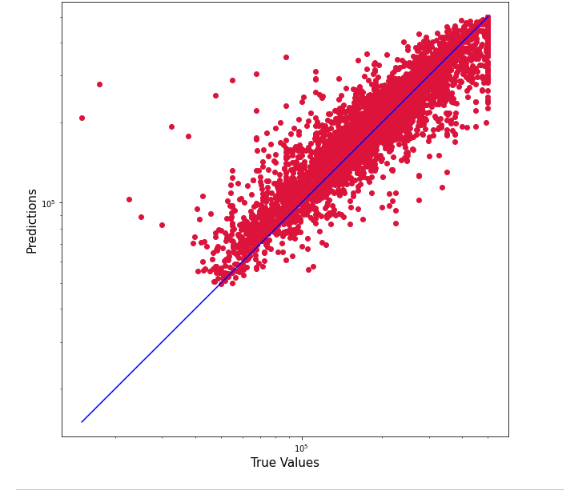 Predictions
10⁵
10⁵
True Values